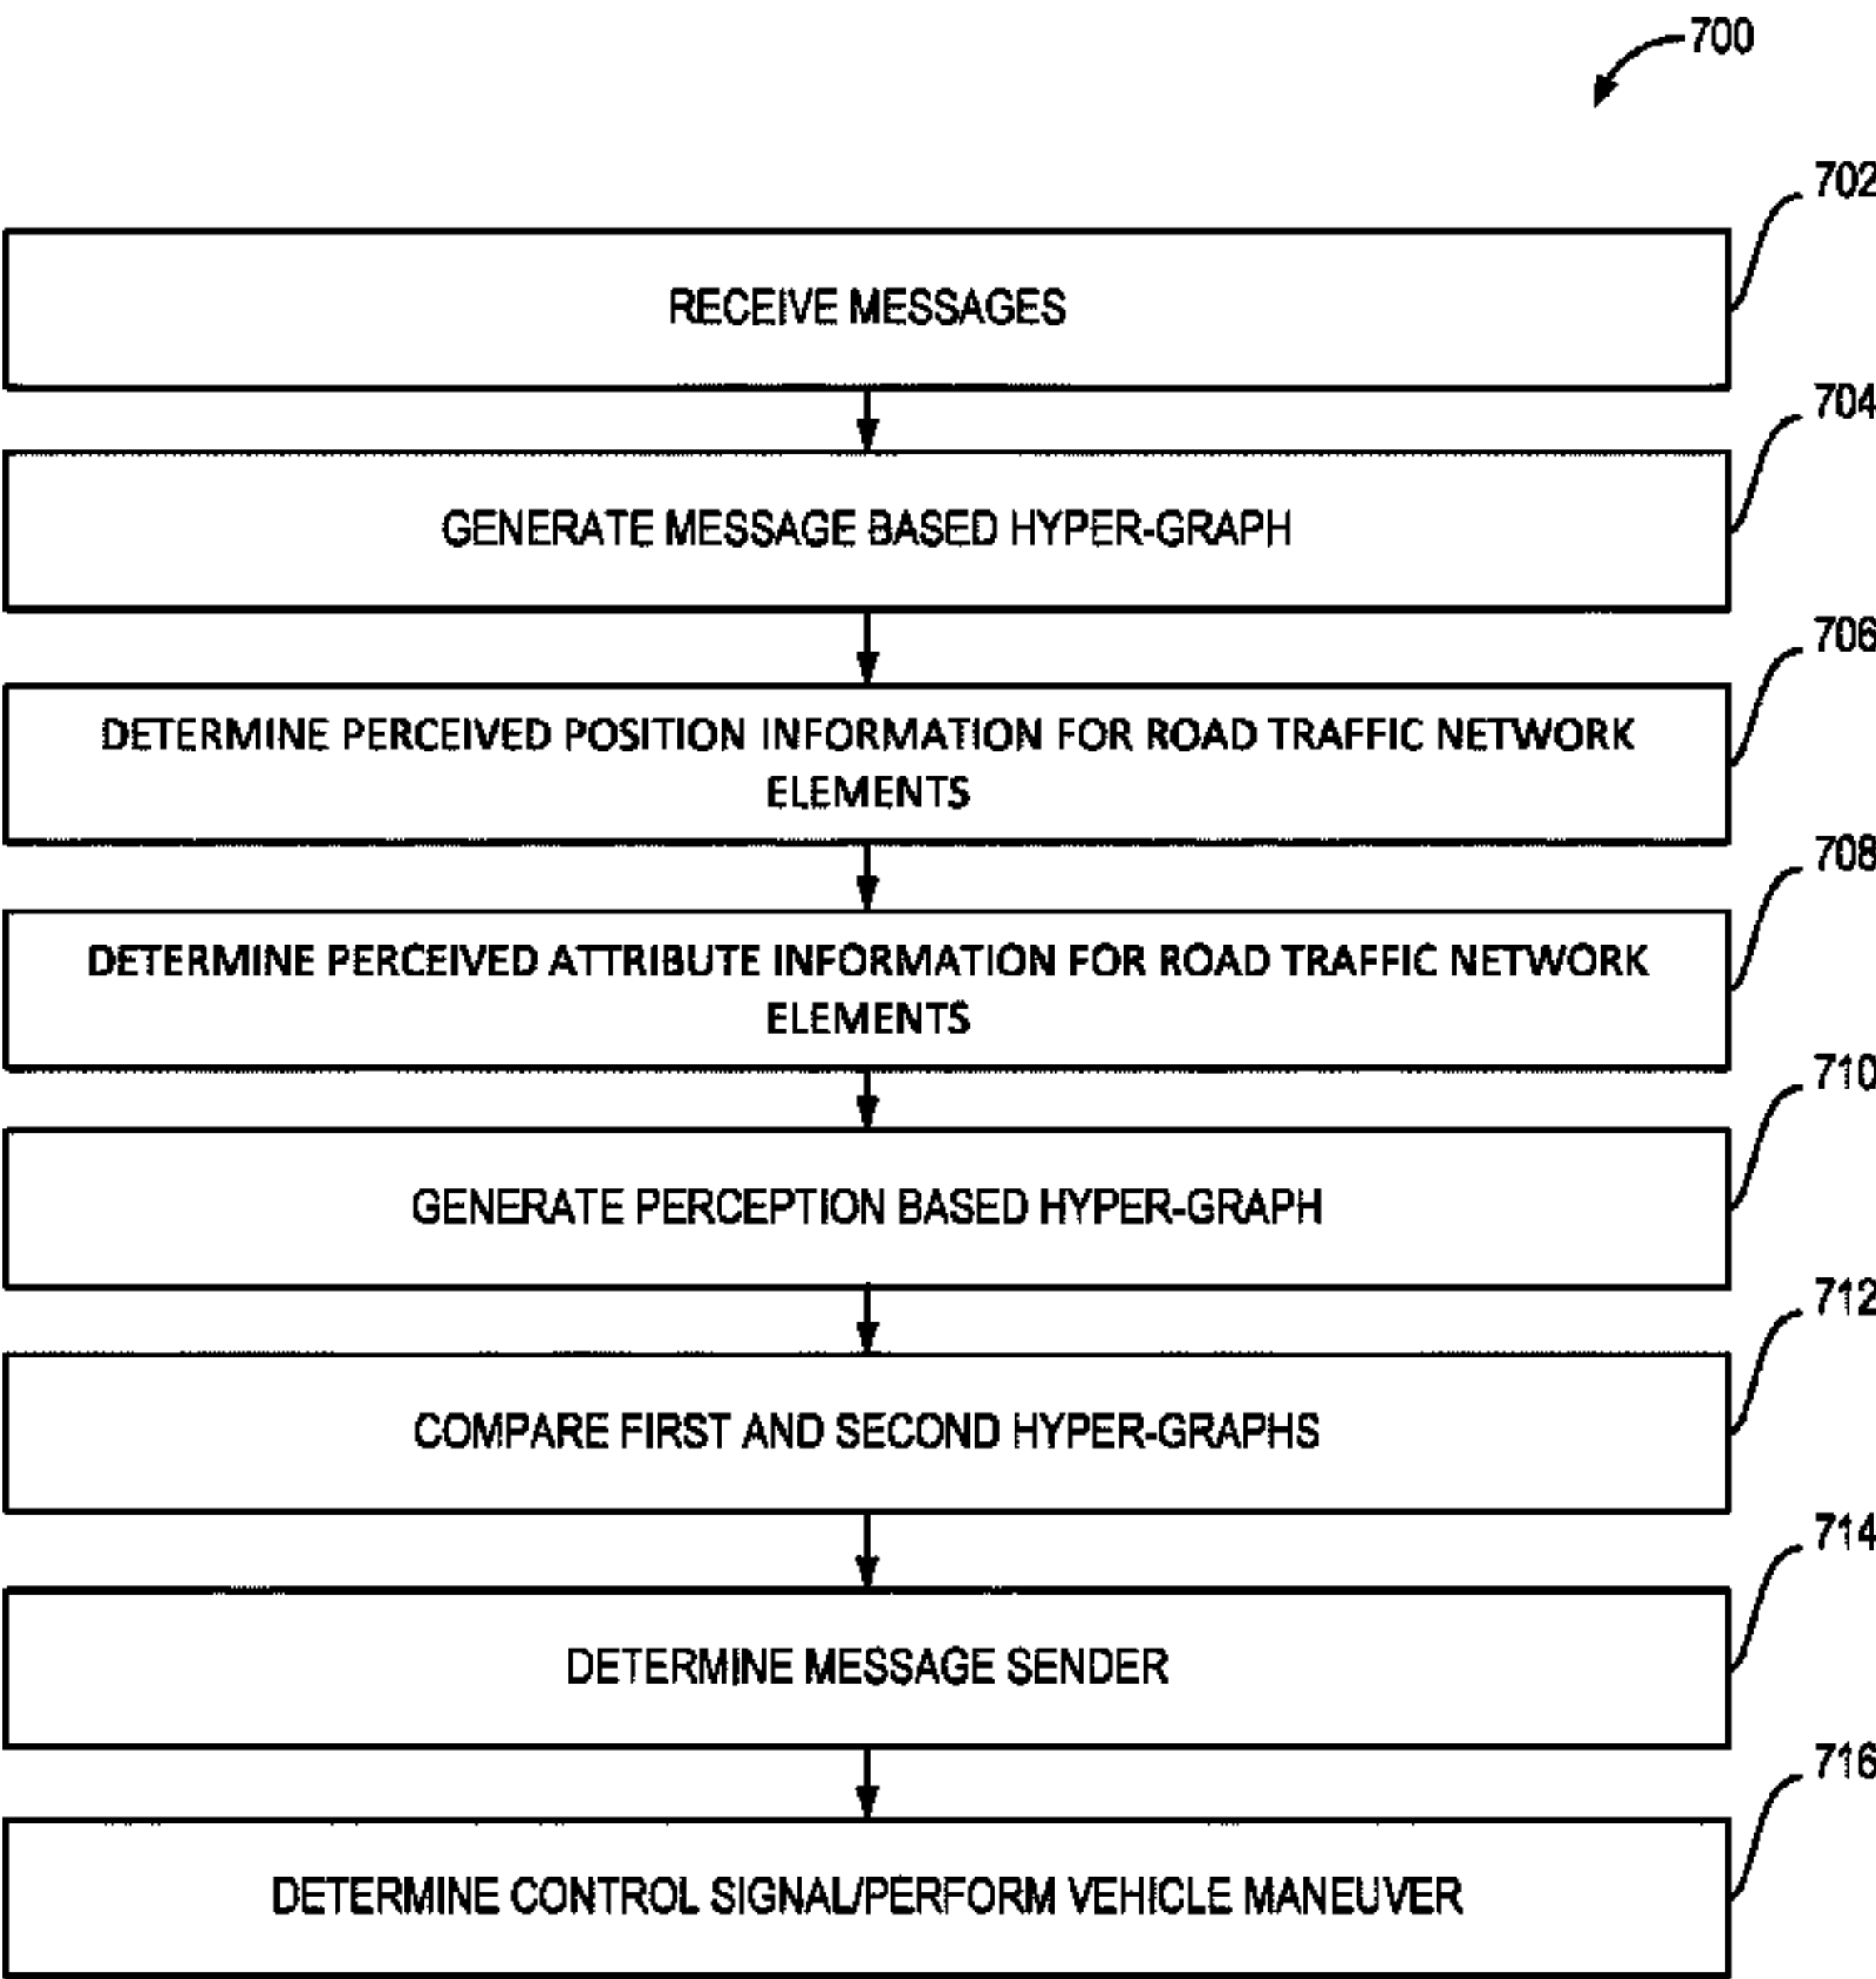 700
702
RECEIVE MESSAGES
704
GENERATE MESSAGE BASED HYPER-GRAPH
706
DETERMINE PERCEIVED POSITION INFORMATION FOR ROAD TRAFFIC NETWORK
ELEMENTS
708
DETERMINE PERCEIVED ATTRIBUTE INFORMATION FOR ROAD TRAFFIC NETWORK
ELEMENTS
710
GENERATE PERCEPTION BASED HYPER-GRAPH
712
COMPARE FIRST AND SECOND HYPER-GRAPHS
714
DETERMINE MESSAGE SENDER
716
DETERMINE CONTROL SIGNAL/PERFORM VEHICLE MANEUVER